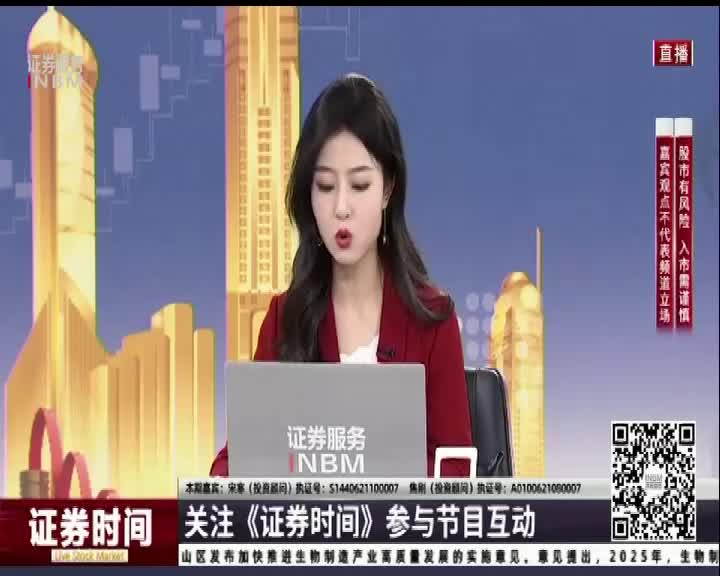 证券服务
NBM
直播
股市有风险 入市需谨慎
嘉宾观点不代表频道立场
证券服务
NBM
本期嘉宾：宋寒（投资顾问）执证号：S1440621100007 焦刚（投资顾问）执证号：A0100621080007
证券时间
Live Stock Market
关注《证券时间》参与节目互动
山区发布加快推进生物制造产业高质量发展的实施意见。意见提出，2025年，生物制